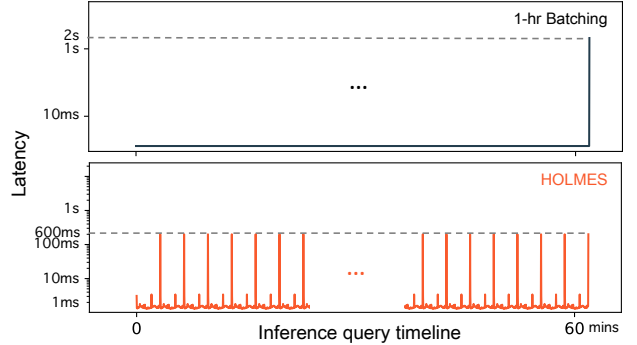 1-hr Batching
2s
1s
...
10ms
Latency
HOLMES
1s
600ms
100ms
...
10ms
1ms
0
60 mins
Inference query timeline